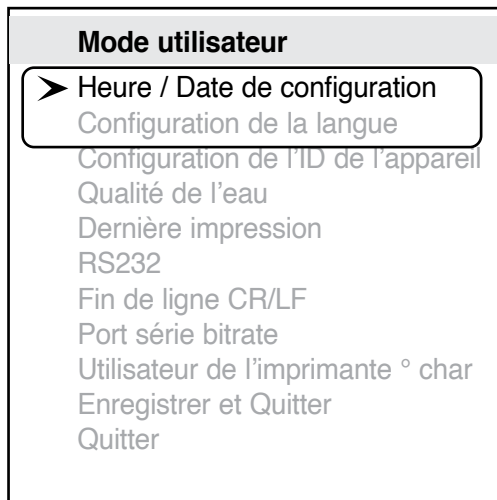 Mode utilisateur
Heure / Date de configuration
Configuration de la langue
Configuration de l'ID de l'appareil
Qualité de l'eau
Dernière impression
RS232
Fin de ligne CR/LF
Port série bitrate
Utilisateur de l'imprimante ° char
Enregistrer et Quitter
Quitter